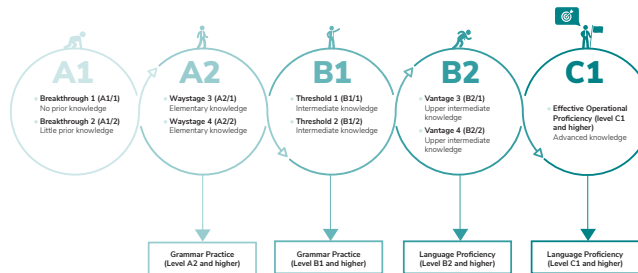 A1
Breakthrough 1 (A1/1)
No prior knowledge
Breakthrough 2 (A1/2)
Little prior knowledge
A2
Waystage 3 (A2/1)
Elementary knowledge
Waystage 4 (A2/2)
Elementary knowledge
B1
Threshold 1 (B1/1)
Intermediate knowledge
Threshold 2 (B1/2)
Intermediate knowledge
B2
Vantage 3 (B2/1)
Upper intermediate
knowledge
Vantage 4 (B2/2)
Upper intermediate
knowledge
C1
Effective Operational
Proficiency (level C1
and higher)
Advanced knowledge
Grammar Practice
(Level A2 and higher)
Grammar Practice
(Level B1 and higher)
Language Proficiency
(Level B2 and higher)
Language Proficiency
(Level C1 and higher)